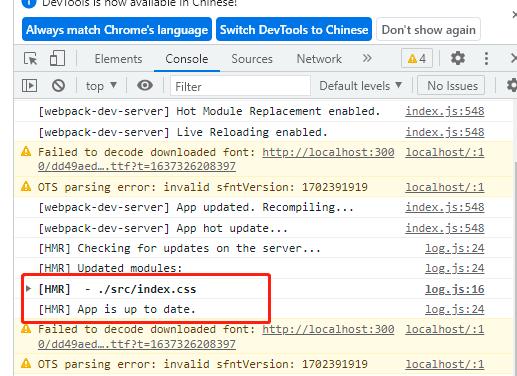 DevTools is now available in Chinese!
Always match Chrome's language Switch DevTools to Chinese Don't show again
Elements Console Sources Network » 4
top ▼ Filter Default levels ▼ No Issues
[webpack-dev-server] Hot Module Replacement enabled. index.js:548
[webpack-dev-server] Live Reloading enabled. index.js:548
Failed to decode downloaded font: http://localhost:300 localhost/:1
0/dd49aed….ttf?t=1637326208397
OTS parsing error: invalid sfntVersion: 1702391919 localhost/:1
[webpack-dev-server] App updated. Recompiling... index.js:548
[webpack-dev-server] App hot update... index.js:548
[HMR] Checking for updates on the server... log.js:24
[HMR] Updated modules: log.js:24
[HMR]  - ./src/index.css log.js:16
[HMR] App is up to date. log.js:24
Failed to decode downloaded font: http://localhost:300 localhost/:1
0/dd49aed….ttf?t=1637326208397
OTS parsing error: invalid sfntVersion: 1702391919 localhost/:1